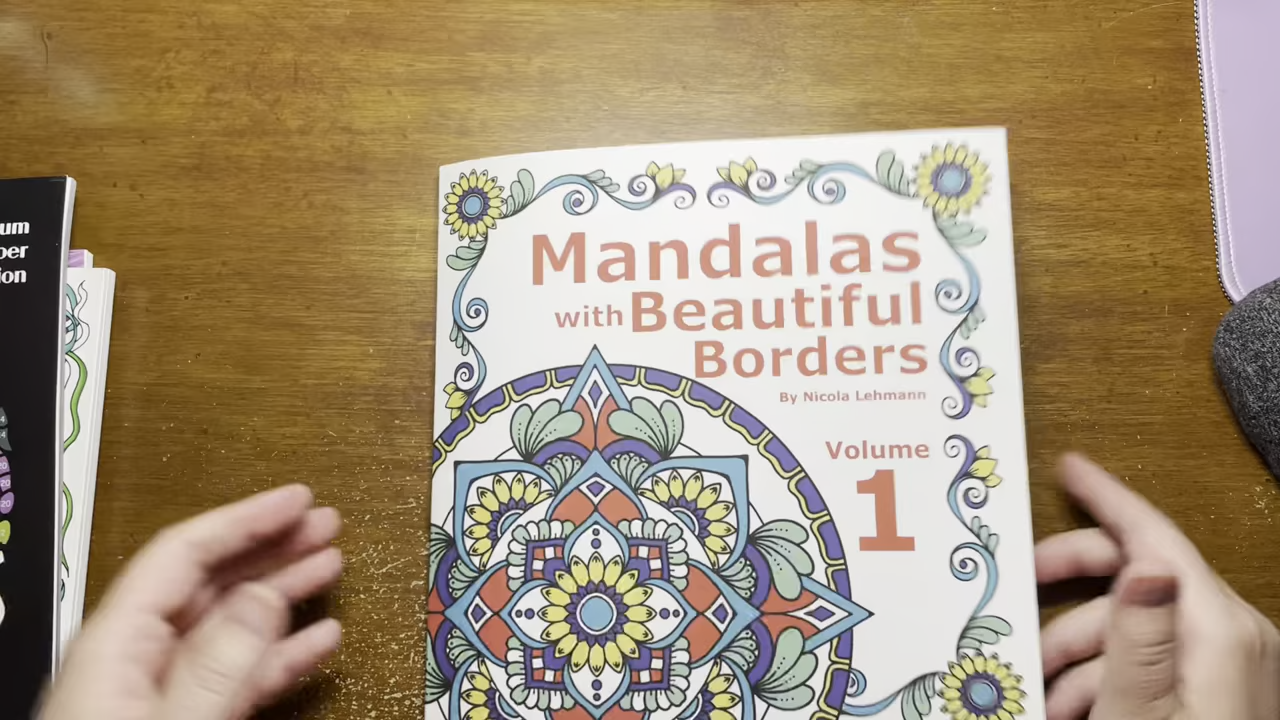 Mandalas
with Beautiful
Borders
By Nicola Lehmann
Volume
1